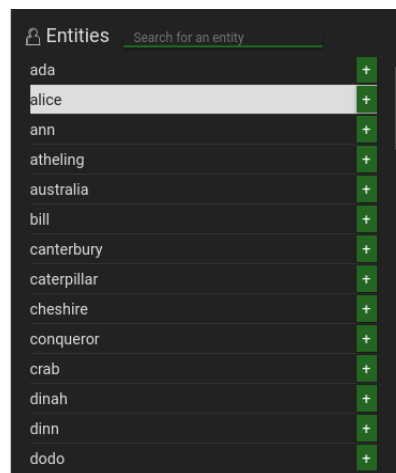 Entities Search for an entity
ada +
alice +
ann +
atheling +
australia +
bill +
canterbury +
caterpillar +
cheshire +
conqueror +
crab +
dinah +
dinn +
dodo +